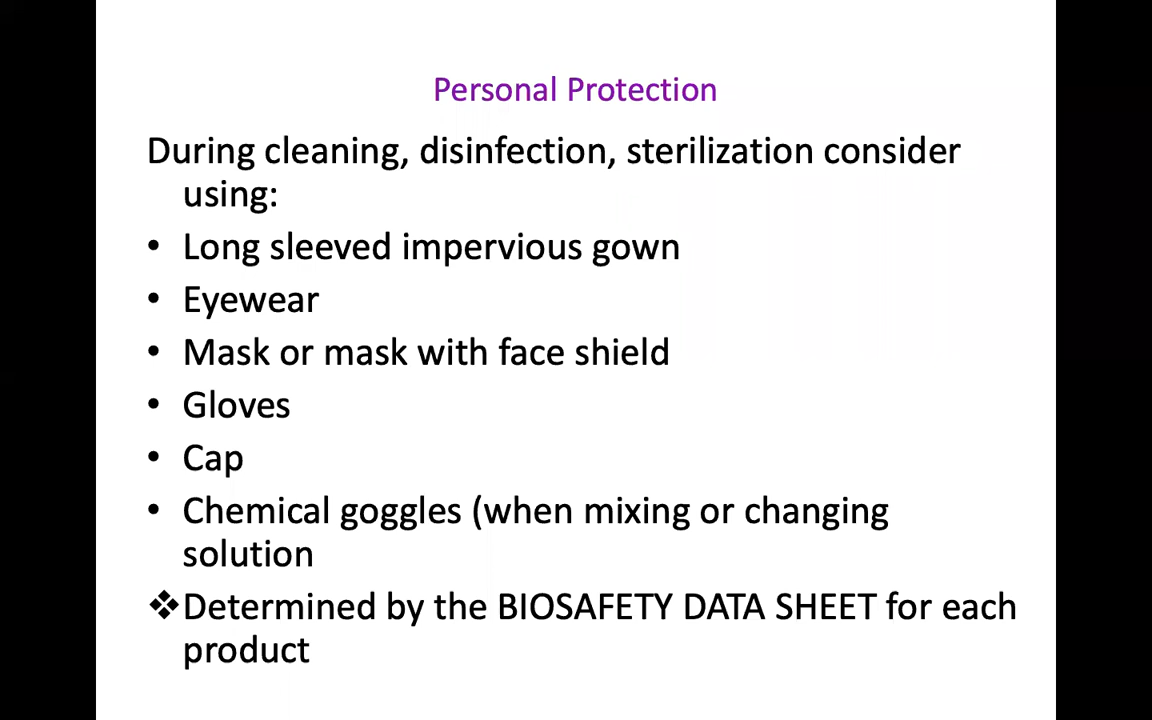 Personal Protection
During cleaning, disinfection, sterilization consider
using:
• Long sleeved impervious gown
• Eyewear
• Mask or mask with face shield
• Gloves
• Cap
• Chemical goggles (when mixing or changing
solution
❖Determined by the BIOSAFETY DATA SHEET for each
product